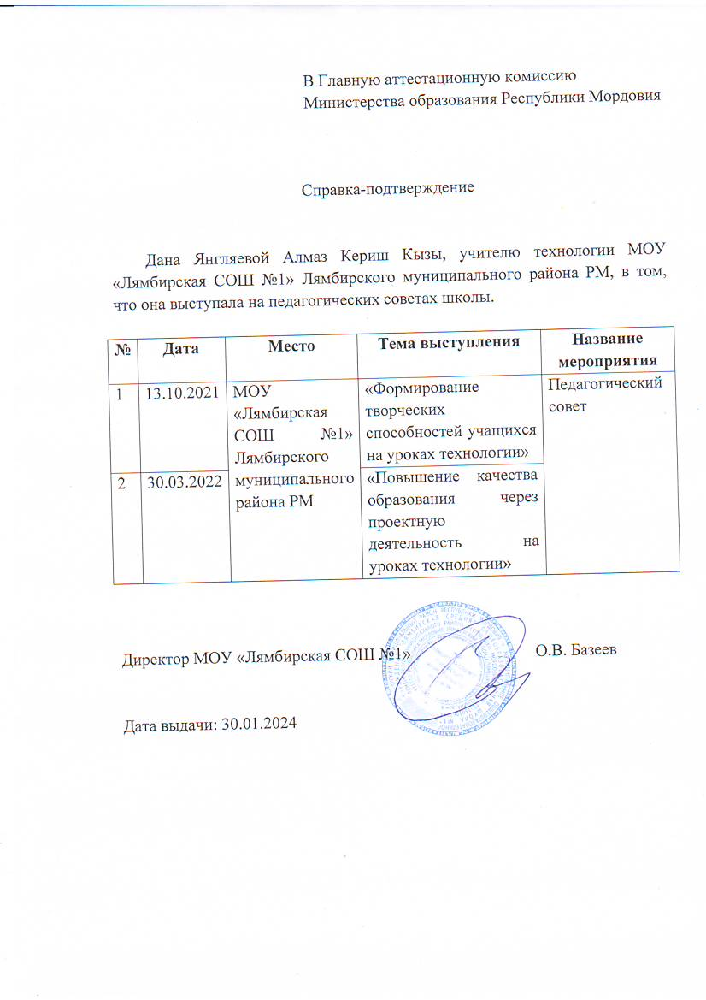 В Главную аттестационную комиссию
Министерства образования Республики Мордовия
Справка-подтверждение
Дана Янгляевой Алмаз Кериш Кызы, учителю технологии МОУ
«Лямбирская СОШ №1» Лямбирского муниципального района РМ, в том,
что она выступала на педагогических советах школы.
№ Дата Место Тема выступления Название
мероприятия
1 13.10.2021 МОУ
«Лямбирская
СОШ №1»
Лямбирского
муниципального
района РМ
«Формирование
творческих
способностей учащихся
на уроках технологии»
Педагогический
совет
2 30.03.2022 «Повышение качества
образования через
проектную
деятельность на
уроках технологии»
Директор МОУ «Лямбирская СОШ №1» О.В. Базеев
Дата выдачи: 30.01.2024